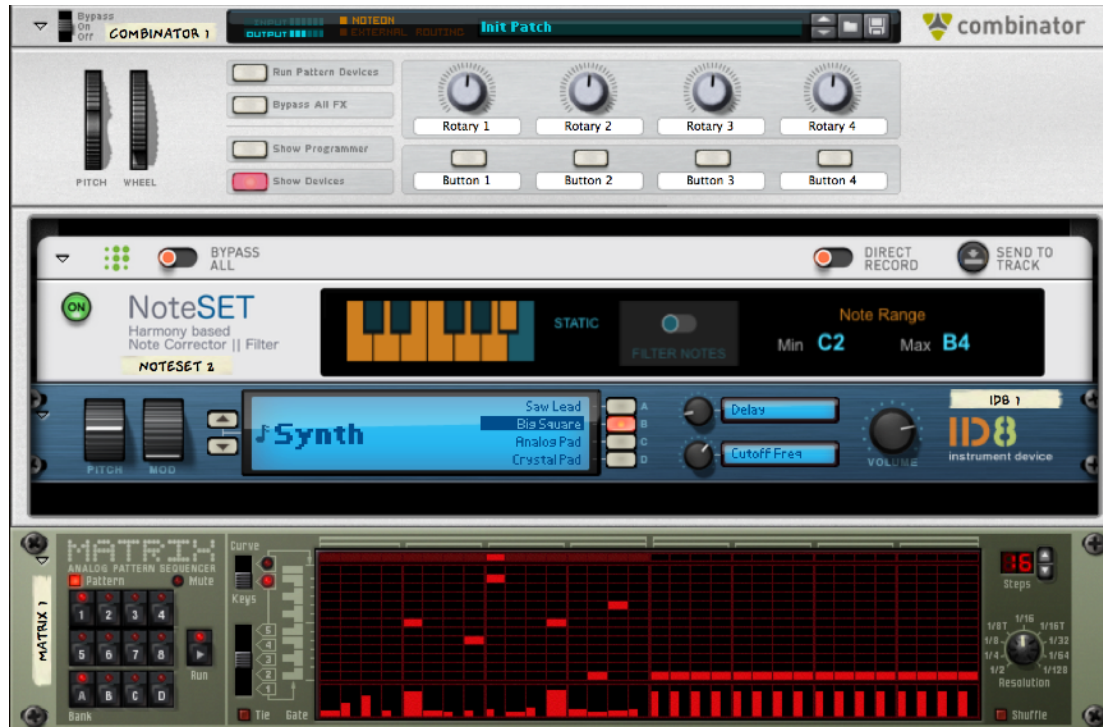 Bypass
On
Off
COMBINATOR 1
INPUT
OUTPUT
NOTEON
EXTERNAL ROUTING
Init Patch
combinator
Run Pattern Devices
Bypass All FX
Show Programmer
Show Devices
PITCH WHEEL
Rotary 1 Rotary 2 Rotary 3 Rotary 4
Button 1 Button 2 Button 3 Button 4
BYPASS
ALL
DIRECT
RECORD
SEND TO
TRACK
ON
NoteSET
Harmony based
Note Corrector || Filter
NOTESET 2
STATIC
FILTER NOTES
Note Range
Min C2 Max B4
PITCH MOD
Synth
Saw Lead
Big Square
Analog Pad
Crystal Pad
A
B
C
D
Delay
Cutoff Freq
VOLUME
ID8 1
ID8
instrument device
MATRIX 1
MATRIX
ANALOG PATTERN SEQUENCER
Pattern Mute
1 2 3 4
5 6 7 8
Run
A B C D
Bank
Curve
Keys
5
4
3
2
1
Tie Gate
16
Steps
1/16
1/8T 1/16T
1/8 1/32
1/4 1/64
1/2 1/128
Resolution
Shuffle